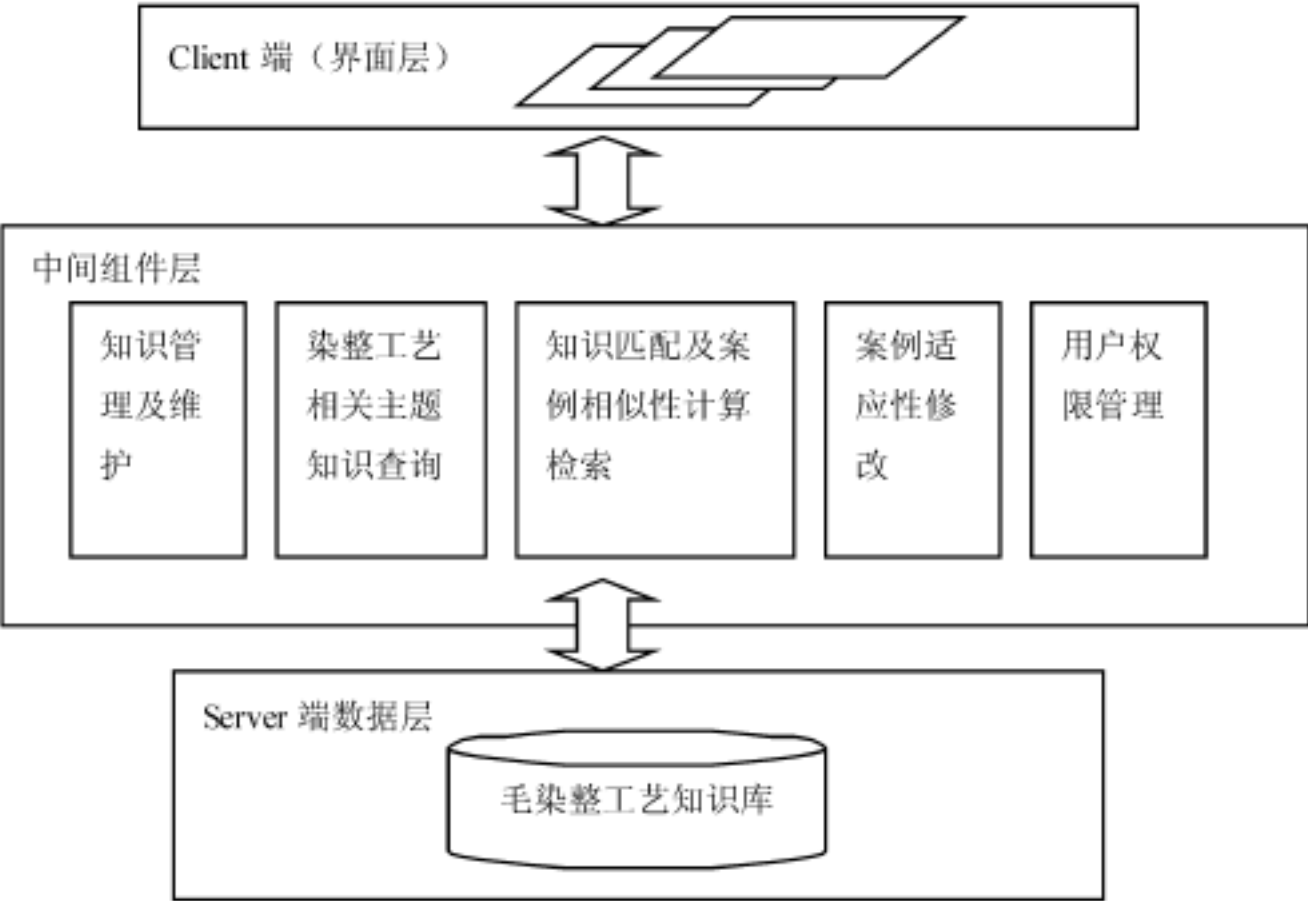 Client 端（界面层）
中间组件层
知识管
理及维
护
染整工艺
相关主题
知识查询
知识匹配及案
例相似性计算
检索
案例适
应性修
改
用户权
限管理
Server 端数据层
毛染整工艺知识库